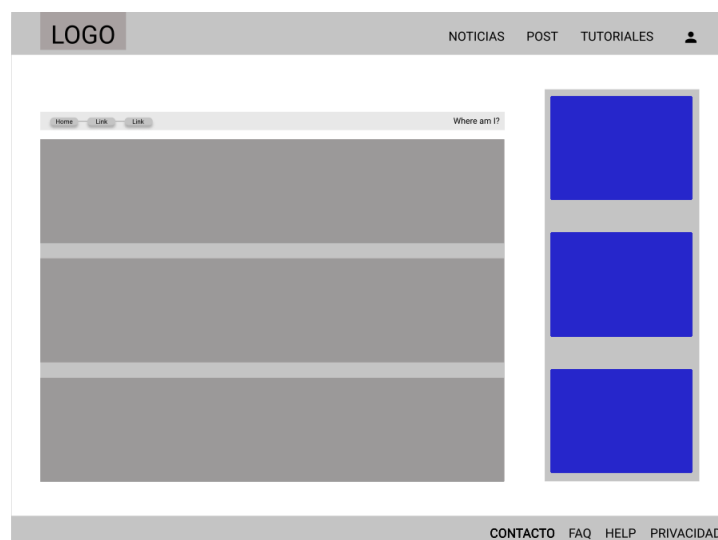 LOGO NOTICIAS POST TUTORIALES
Home Link Link Where am I?
CONTACTO FAQ HELP PRIVACIDAD